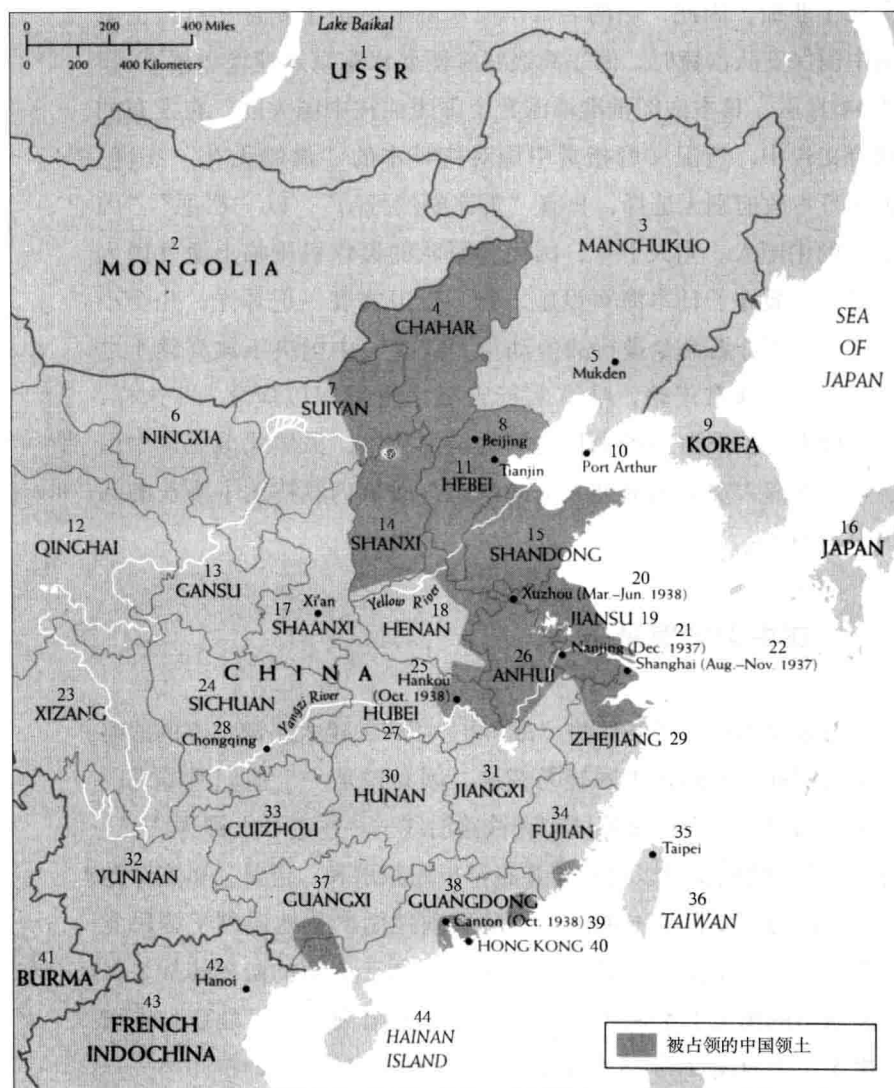 0 200 400 Miles
0 200 400 Kilometers
Lake Baikal
1
USSR
2
MONGOLIA
3
MANCHUKUO
4
CHAHAR
SEA
OF
JAPAN
5
Mukden
6
NINGXIA
7
SUIYAN
8
Beijing
9
KOREA
10
Port Arthur
Tianjin
11
HEBEI
12
QINGHAI
13
GANSU
14
SHANXI
15
SHANDONG
16
JAPAN
Xi'an
17
SHAANXI
Yellow River
18
HENAN
20
Xuzhou (Mar.-Jun. 1938)
JIANSU 19
21
Nanjing (Dec. 1937)
22
Shanghai (Aug.-Nov. 1937)
CHINA
23
XIZANG
24
SICHUAN
25
Hankou
(Oct. 1938)
HUBEI
26
ANHUI
Yangzi River
27
28
Chongqing
ZHEJIANG 29
30
HUNAN
31
JIANGXI
32
YUNNAN
33
GUIZHOU
34
FUJIAN
35
Taipei
36
TAIWAN
37
GUANGXI
38
GUANGDONG
Canton (Oct. 1938) 39
HONG KONG 40
41
BURMA
42
Hanoi
43
FRENCH
INDOCHINA
44
HAINAN
ISLAND
被占领的中国领土